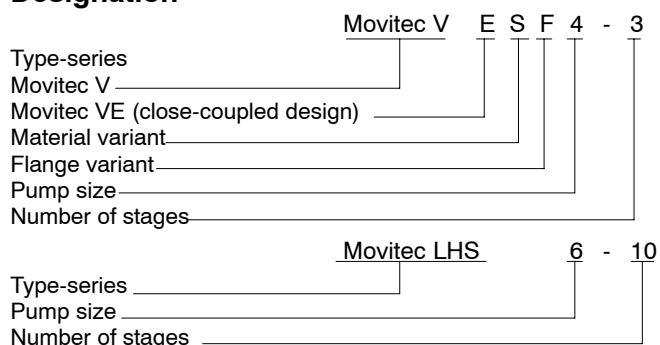 Designation
Movitec V E S F 4 - 3
Type-series
Movitec V
Movitec VE (close-coupled design)
Material variant
Flange variant
Pump size
Number of stages
Movitec LHS 6 - 10
Type-series
Pump size
Number of stages